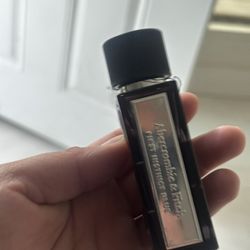 Abercrombie & Fitch
FIRST INSTINCT BLUE